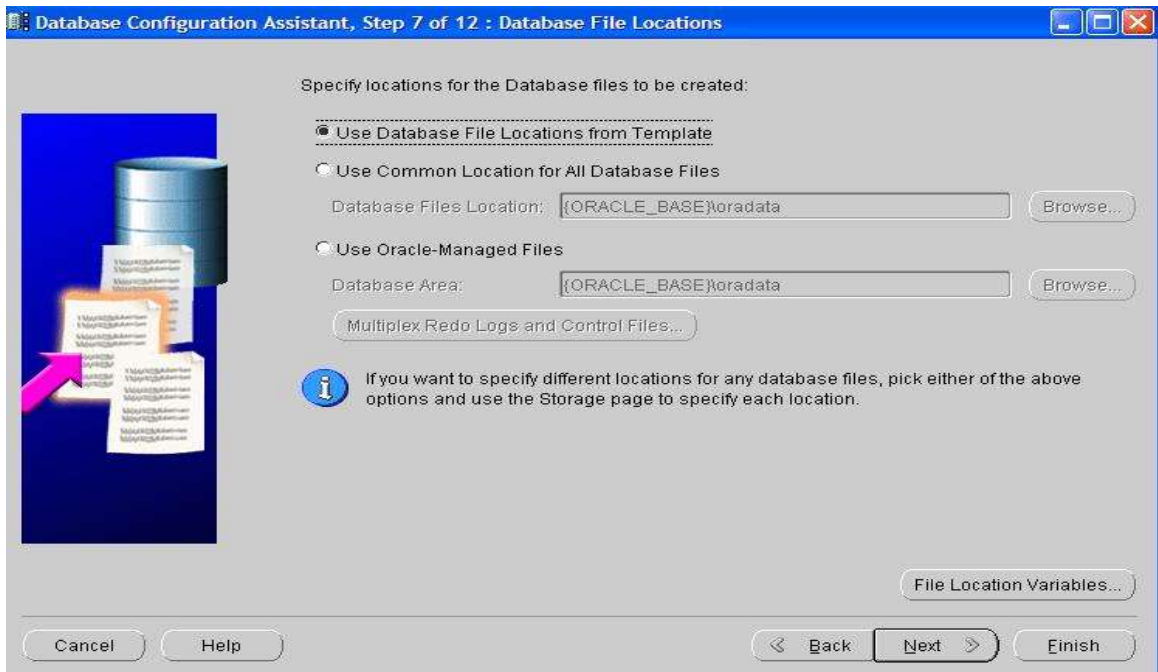 Database Configuration Assistant, Step 7 of 12 : Database File Locations
Specify locations for the Database files to be created:
Use Database File Locations from Template
Use Common Location for All Database Files
Database Files Location: {ORACLE_BASE}\oradata Browse...
Use Oracle-Managed Files
Database Area: {ORACLE_BASE}\oradata Browse...
Multiplex Redo Logs and Control Files...
If you want to specify different locations for any database files, pick either of the above
options and use the Storage page to specify each location.
File Location Variables...
Cancel Help Back Next Finish